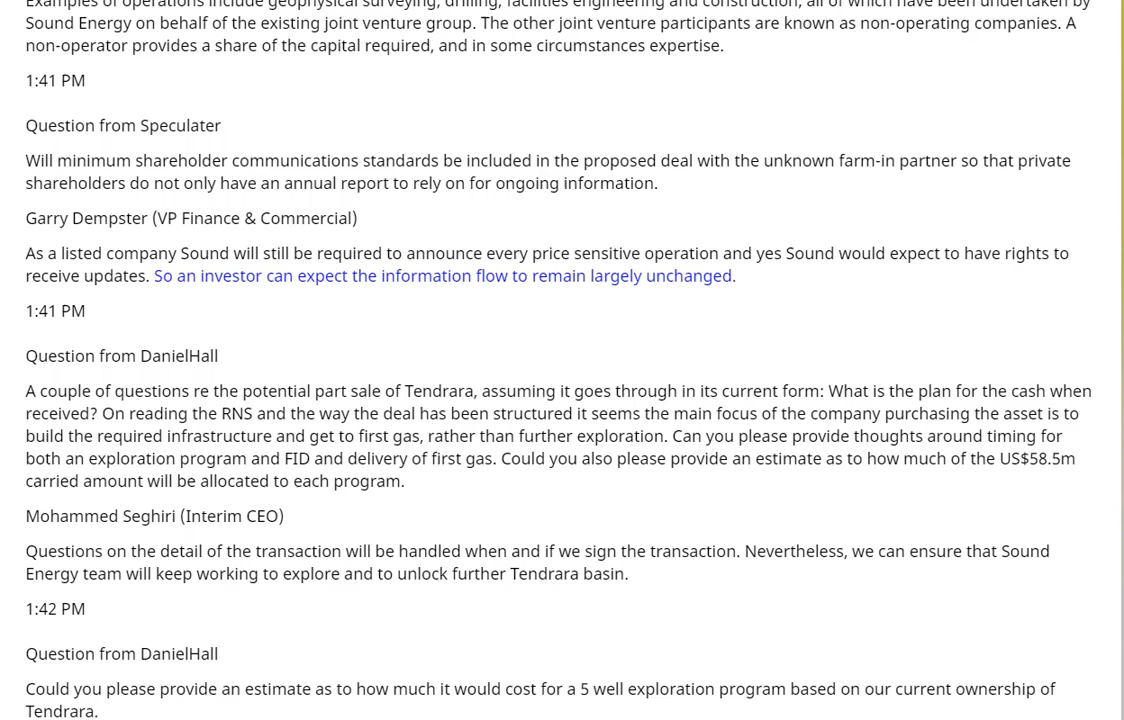 Examples of operations include geophysical surveying, drilling, facilities engineering and construction, all of which have been undertaken by
Sound Energy on behalf of the existing joint venture group. The other joint venture participants are known as non-operating companies. A
non-operator provides a share of the capital required, and in some circumstances expertise.
1:41 PM
Question from Speculater
Will minimum shareholder communications standards be included in the proposed deal with the unknown farm-in partner so that private
shareholders do not only have an annual report to rely on for ongoing information.
Garry Dempster (VP Finance & Commercial)
As a listed company Sound will still be required to announce every price sensitive operation and yes Sound would expect to have rights to
receive updates. So an investor can expect the information flow to remain largely unchanged.
1:41 PM
Question from DanielHall
A couple of questions re the potential part sale of Tendrara, assuming it goes through in its current form: What is the plan for the cash when
received? On reading the RNS and the way the deal has been structured it seems the main focus of the company purchasing the asset is to
build the required infrastructure and get to first gas, rather than further exploration. Can you please provide thoughts around timing for
both an exploration program and FID and delivery of first gas. Could you also please provide an estimate as to how much of the US$58.5m
carried amount will be allocated to each program.
Mohammed Seghiri (Interim CEO)
Questions on the detail of the transaction will be handled when and if we sign the transaction. Nevertheless, we can ensure that Sound
Energy team will keep working to explore and to unlock further Tendrara basin.
1:42 PM
Question from DanielHall
Could you please provide an estimate as to how much it would cost for a 5 well exploration program based on our current ownership of
Tendrara.